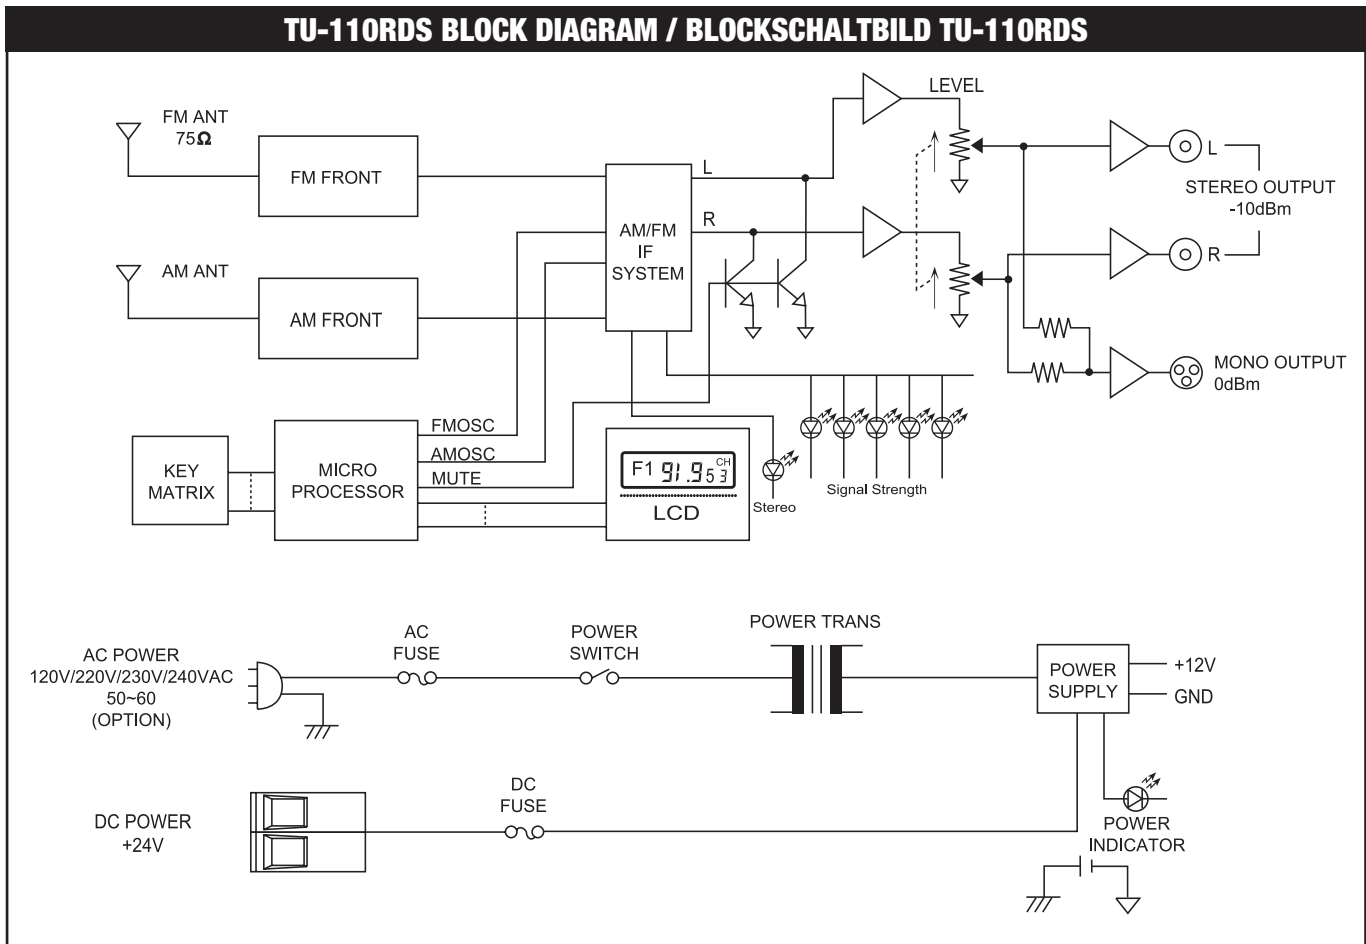 TU-110RDS BLOCK DIAGRAM / BLOCKSCHALTBILD TU-110RDS
FM ANT
75Ω
FM FRONT
AM ANT
AM FRONT
AM/FM
IF
SYSTEM
L
R
LEVEL
L
STEREO OUTPUT
-10dBm
R
MONO OUTPUT
0dBm
KEY
MATRIX
MICRO
PROCESSOR
FMOSC
AMOSC
MUTE
F1 91.953 CH
LCD
Stereo
Signal Strength
AC POWER
120V/220V/230V/240VAC
50~60
(OPTION)
AC
FUSE
POWER
SWITCH
POWER TRANS
POWER
SUPPLY
+12V
GND
DC POWER
+24V
DC
FUSE
POWER
INDICATOR